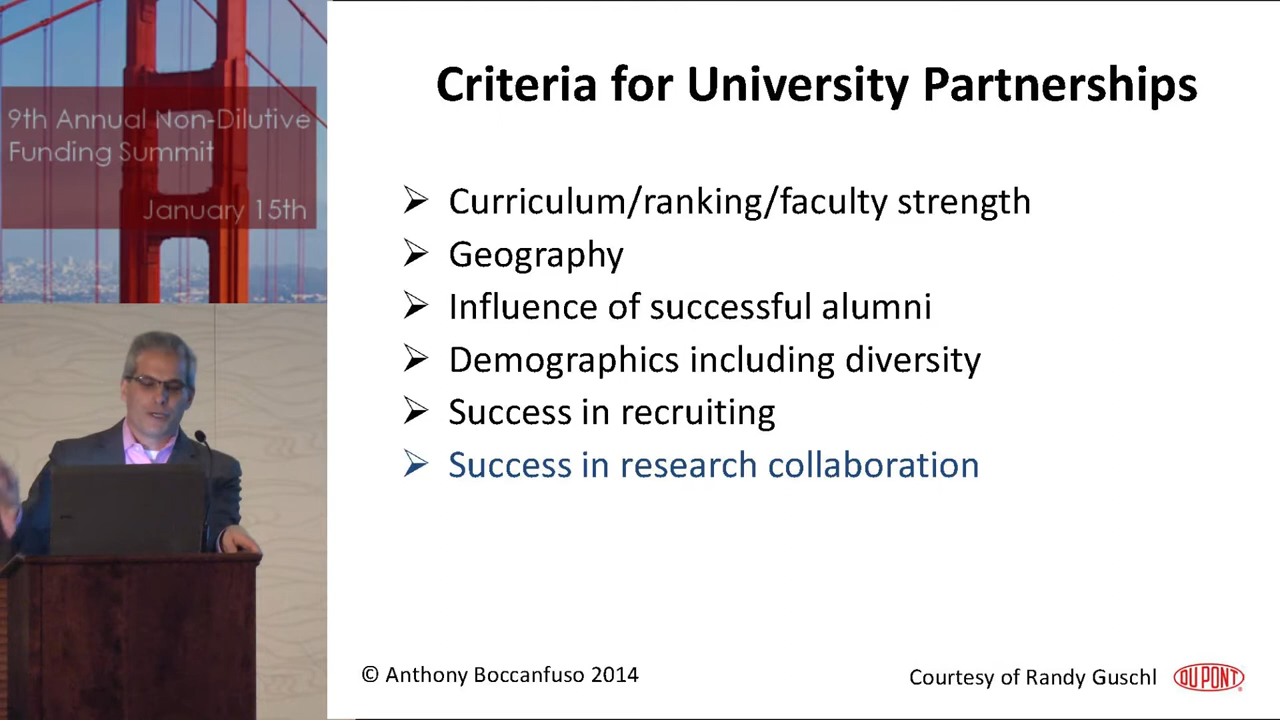 9th Annual Non-Dilutive
Funding Summit
January 15th
Criteria for University Partnerships
Curriculum/ranking/faculty strength
Geography
Influence of successful alumni
Demographics including diversity
Success in recruiting
Success in research collaboration
© Anthony Boccanfuso 2014
Courtesy of Randy Guschl
DUPONT